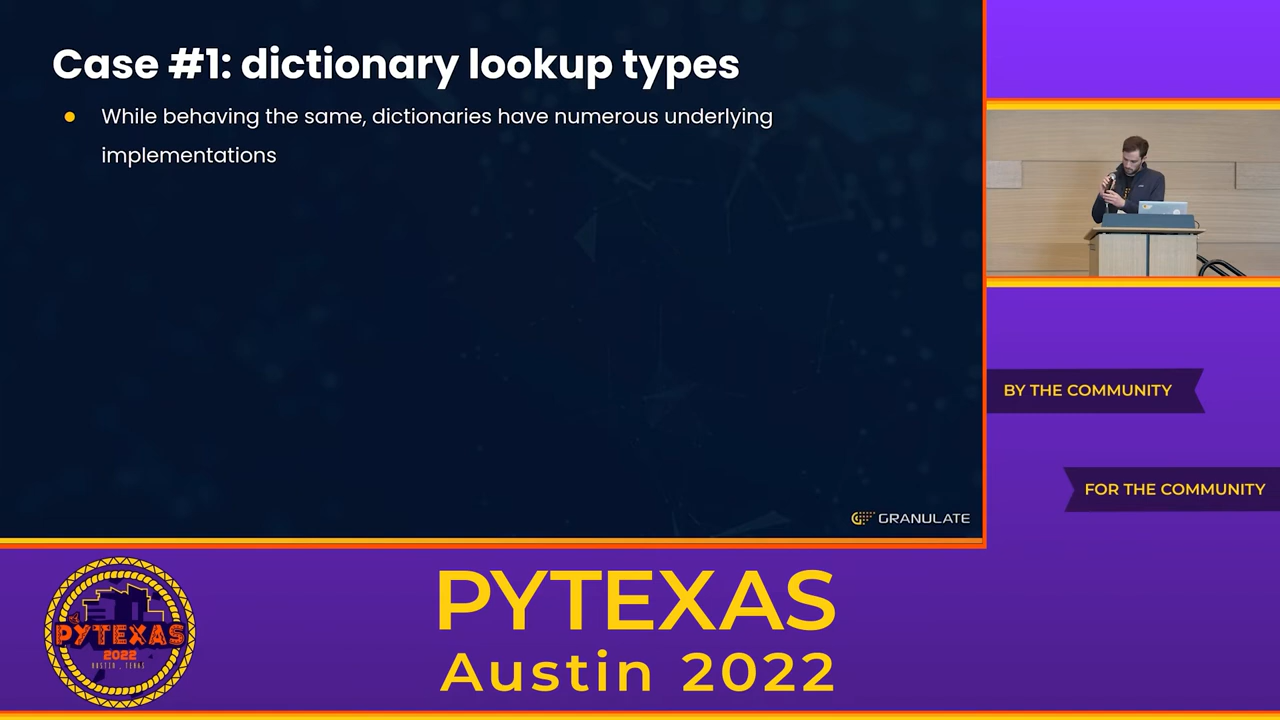 Case #1: dictionary lookup types
While behaving the same, dictionaries have numerous underlying
implementations
GRANULATE
BY THE COMMUNITY
FOR THE COMMUNITY
PYTEXAS
2022
AUSTIN, TEXAS
PYTEXAS
Austin 2022